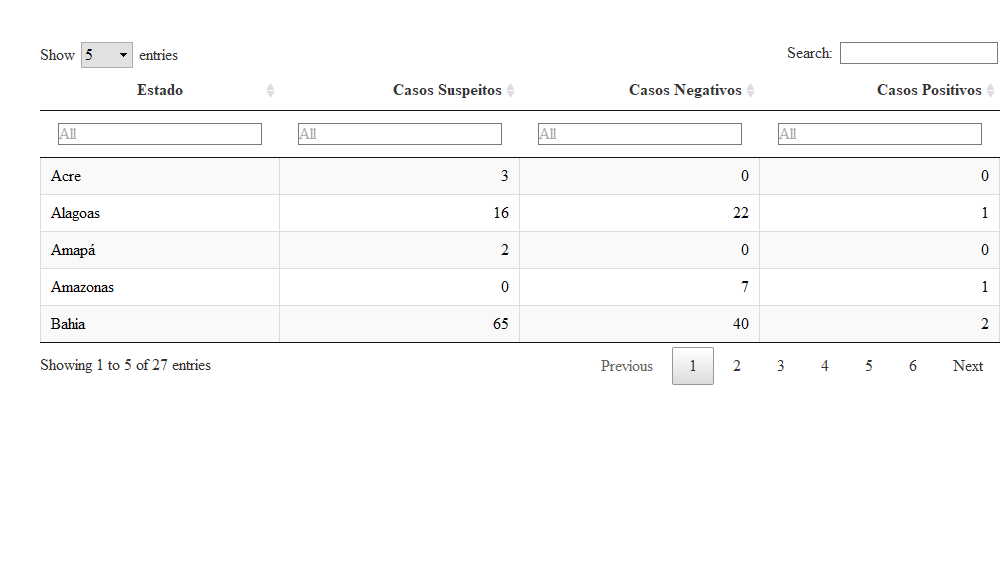 Show 5 entries Search:
Estado Casos Suspeitos Casos Negativos Casos Positivos
All All All All
Acre 3 0 0
Alagoas 16 22 1
Amapá 2 0 0
Amazonas 0 7 1
Bahia 65 40 2
Showing 1 to 5 of 27 entries Previous 1 2 3 4 5 6 Next